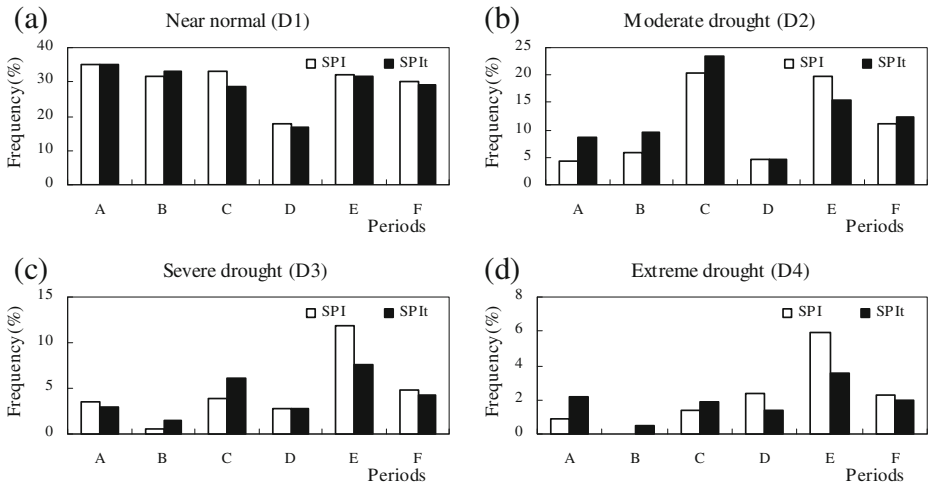 (a) Near normal (D1)
Frequency(%)
40
30
20
10
0
SPI SPIt
A B C D E F
Periods
(b) Moderate drought (D2)
Frequency(%)
25
20
15
10
5
0
SPI SPIt
A B C D E F
Periods
(c) Severe drought (D3)
Frequency(%)
15
10
5
0
SPI SPIt
A B C D E F
Periods
(d) Extreme drought (D4)
Frequency(%)
8
6
4
2
0
SPI SPIt
A B C D E F
Periods